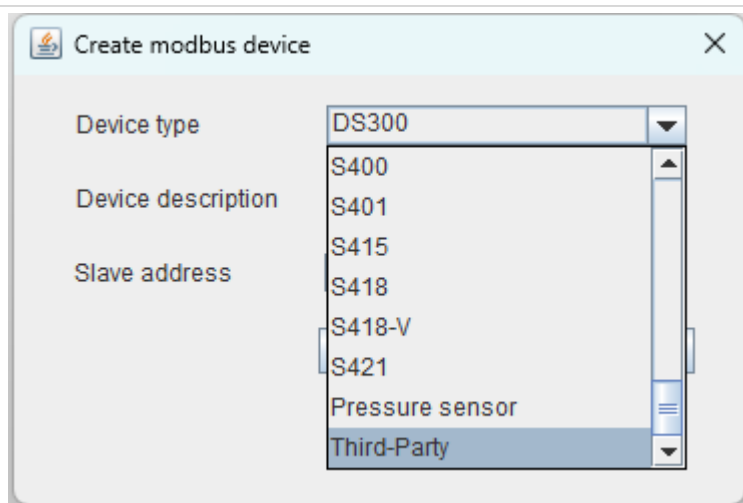 Create modbus device
Device type
DS300
S400
Device description
S401
S415
Slave address
S418
S418-V
S421
Pressure sensor
Third-Party